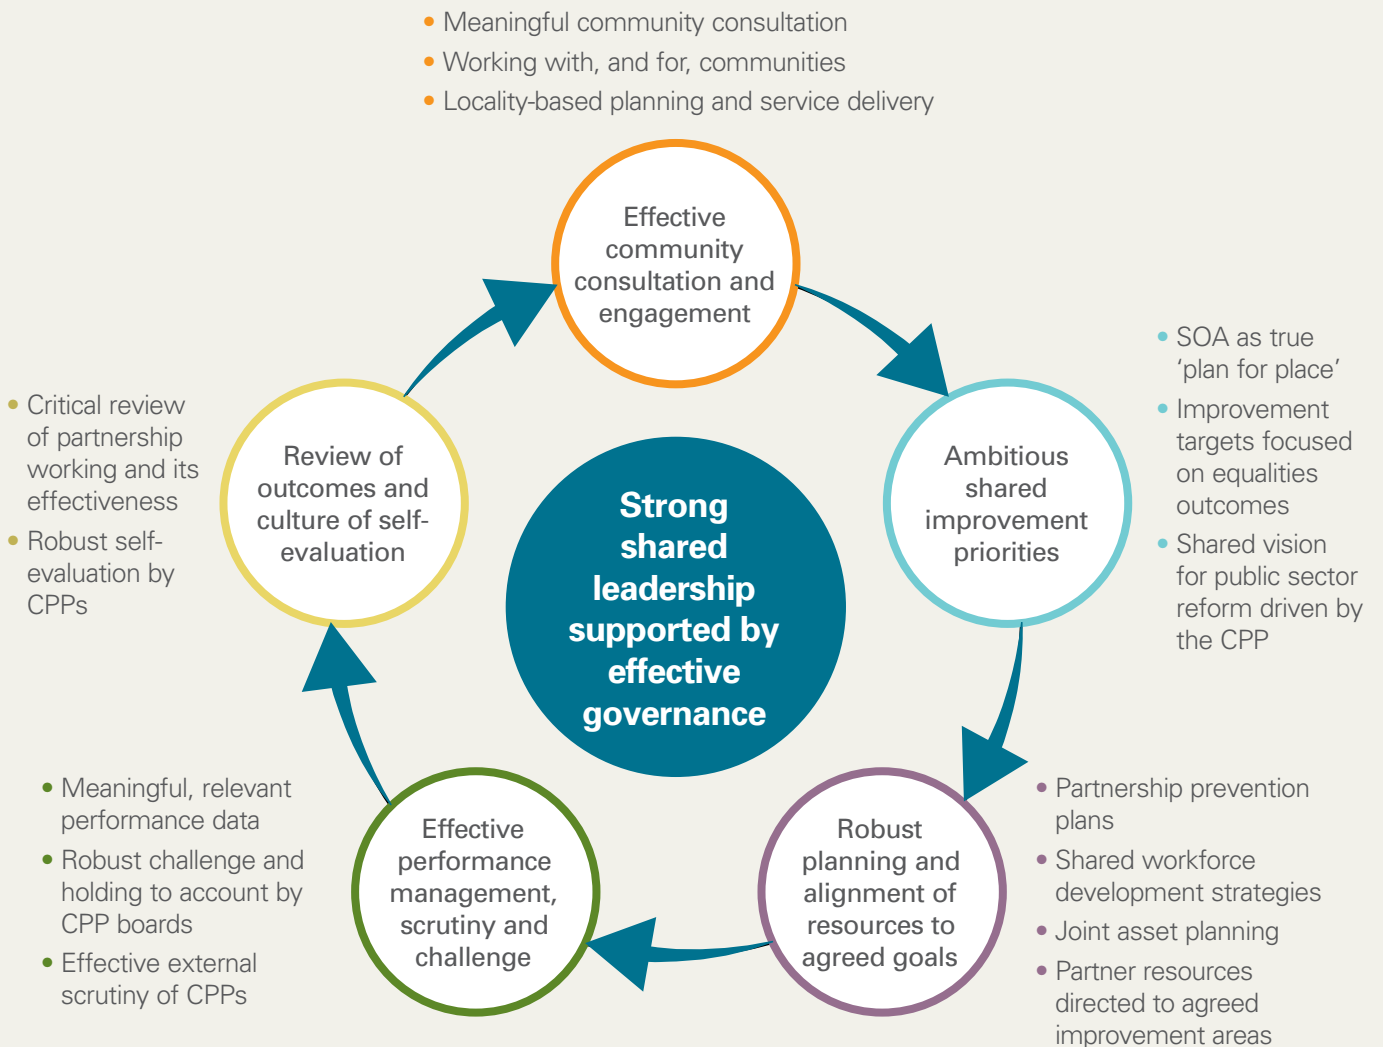 • Meaningful community consultation
• Working with, and for, communities
• Locality-based planning and service delivery
Effective
community
consultation and
engagement
• SOA as true
‘plan for place’
• Improvement
targets focused
on equalities
outcomes
• Shared vision
for public sector
reform driven by
the CPP
Ambitious
shared
improvement
priorities
• Partnership prevention
plans
• Shared workforce
development strategies
• Joint asset planning
• Partner resources
directed to agreed
improvement areas
Robust
planning and
alignment of
resources to
agreed goals
Effective
performance
management,
scrutiny and
challenge
• Meaningful, relevant
performance data
• Robust challenge and
holding to account by
CPP boards
• Effective external
scrutiny of CPPs
Review of
outcomes and
culture of self-
evaluation
• Critical review
of partnership
working and its
effectiveness
• Robust self-
evaluation by
CPPs
Strong
shared
leadership
supported by
effective
governance